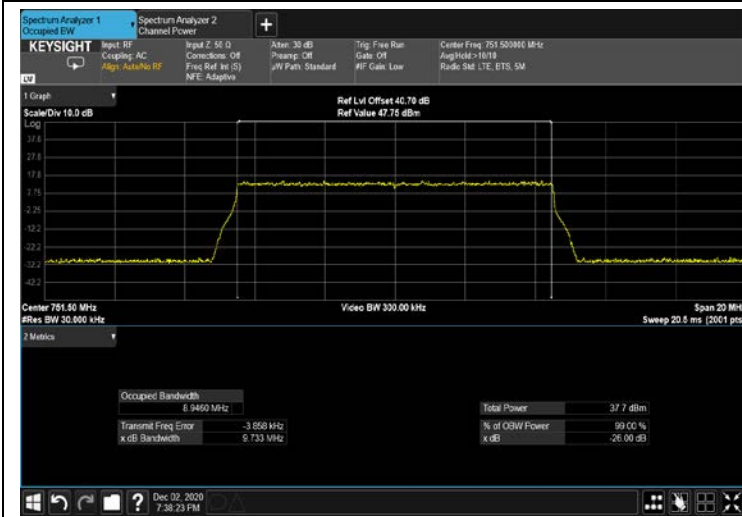 Spectrum Analyzer 1
Occupied BW
Spectrum Analyzer 2
Channel Power
+
KEYSIGHT
LV
Input: RF
Coupling: AC
Align: Auto/No RF
Input Z: 50 Ω
Corrections: Off
Freq Ref: Int (S)
NFE: Adaptive
Atten: 30 dB
Preamp: Off
µW Path: Standard
Trig: Free Run
Gate: Off
#IF Gain: Low
Center Freq: 751.500000 MHz
Avg|Hold:>10/10
Radio Std: LTE, BTS, 5M
1 Graph
Scale/Div 10.0 dB
Ref Lvl Offset 40.70 dB
Ref Value 47.75 dBm
Log
37.8
27.8
17.8
7.75
-2.25
-12.2
-22.2
-32.2
-42.2
Center 751.50 MHz
#Res BW 30.000 kHz
Video BW 300.00 kHz
Span 20 MH
Sweep 20.5 ms (2001 pts
2 Metrics
Occupied Bandwidth
8.9460 MHz
Transmit Freq Error -3.858 kHz
x dB Bandwidth 9.733 MHz
Total Power 37.7 dBm
% of OBW Power 99.00 %
x dB -26.00 dB
?
Dec 02, 2020
7:38:23 PM